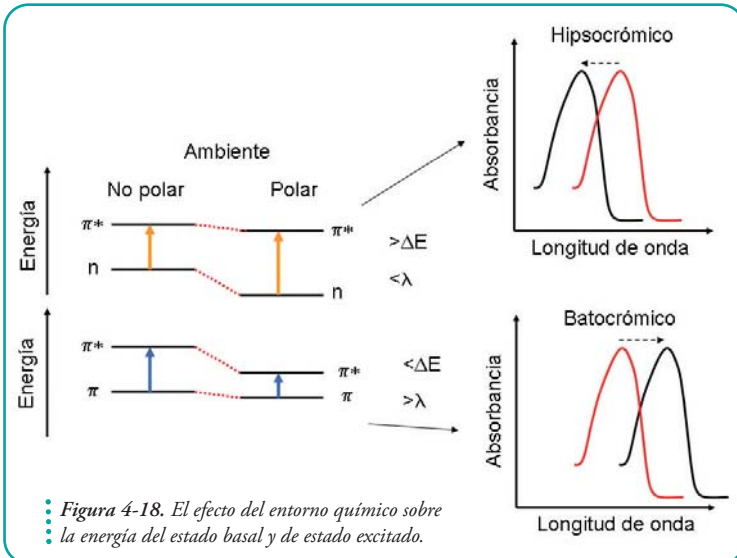 Hipsocrómico
Absorbancia
Longitud de onda
Ambiente
No polar Polar
Energía
π* π*
n n
>ΔE
<λ
Energía
π* π*
π π
<ΔE
>λ
Batocrómico
Absorbancia
Longitud de onda
Figura 4-18. El efecto del entorno químico sobre
la energía del estado basal y de estado excitado.